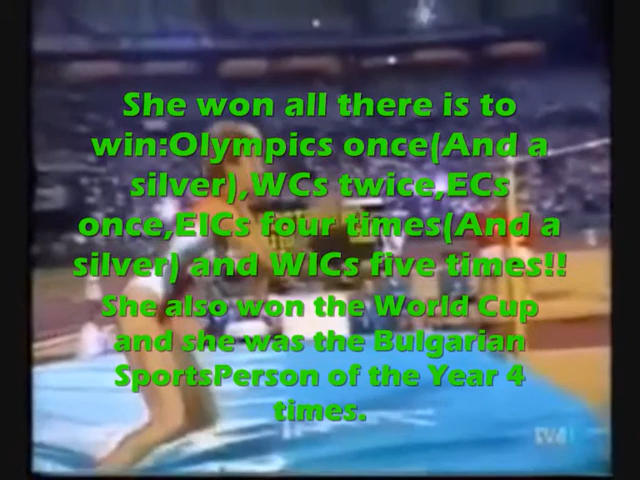 She won all there is to
win:Olympics once(And a
silver),WCs twice,ECs
once,EICs four times(And a
silver) and WICs five times!!
She also won the World Cup
and she was the Bulgarian
SportsPerson of the Year 4
times.